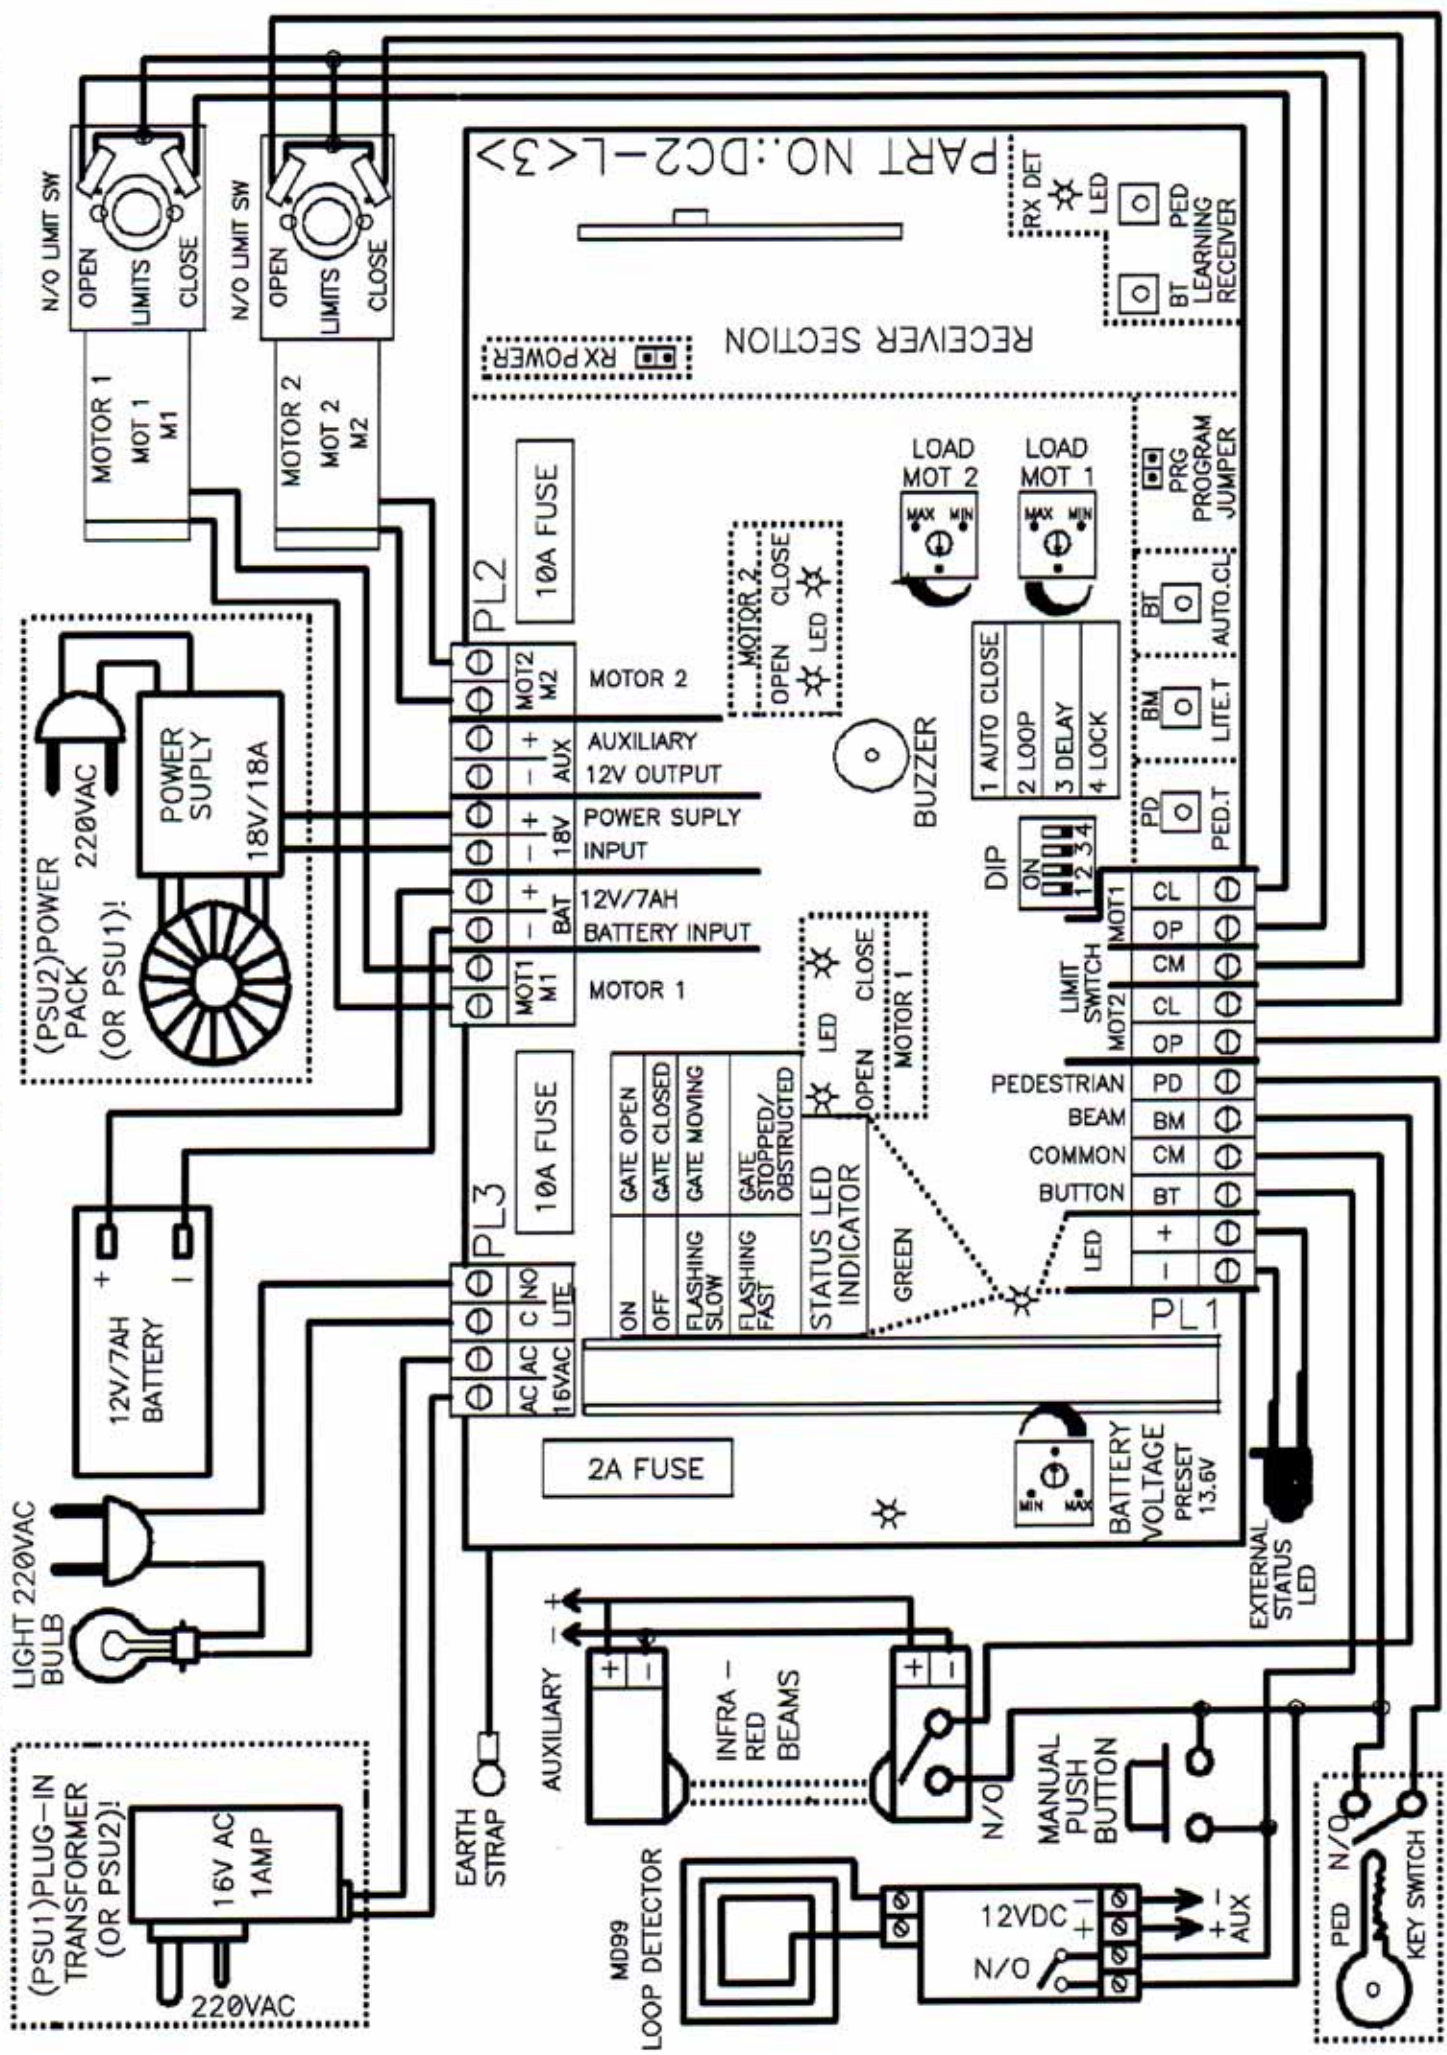 N/O LIMIT SW
OPEN
LIMITS
CLOSE
N/O LIMIT SW
OPEN
LIMITS
CLOSE
MOTOR 1
MOT 1
M1
MOTOR 2
MOT 2
M2
(PSU2)POWER
PACK
(OR PSU1)!
220VAC
POWER
SUPLY
18V/18A
12V/7AH
BATTERY
+
-
LIGHT 220VAC
BULB
(PSU1)PLUG-IN
TRANSFORMER
(OR PSU2)!
16V AC
1AMP
220VAC
PART NO:DC2-L<3>
RECEIVER SECTION
RX POWER
RX DET
LED
BT PED
LEARNING
RECEIVER
PL2
10A FUSE
MOT2
M2
MOTOR 2
+
-
AUX
AUXILIARY
12V OUTPUT
+
-
18V
POWER SUPLY
INPUT
+
-
BAT
12V/7AH
BATTERY INPUT
MOT1
M1
MOTOR 1
10A FUSE
PL3
NO
C
LITE
AC
AC
16VAC
2A FUSE
MOTOR 2
OPEN CLOSE
LED
LOAD
MOT 2
MAX MIN
LOAD
MOT 1
MAX MIN
BUZZER
1 AUTO CLOSE
2 LOOP
3 DELAY
4 LOCK
DIP
ON
1 2 3 4
PRG
PROGRAM
JUMPER
BT
AUTO.CL
BM
LITE.T
PD
PED.T
LED
OPEN CLOSE
MOTOR 1
ON GATE OPEN
OFF GATE CLOSED
FLASHING
SLOW
GATE MOVING
FLASHING
FAST
GATE
STOPPED/
OBSTRUCTED
STATUS LED
INDICATOR
GREEN
LIMIT
SWITCH
MOT1
CL
OP
CM
MOT2
CL
OP
PEDESTRIAN PD
BEAM BM
COMMON CM
BUTTON BT
LED
+
-
PL1
MIN MAX
BATTERY
VOLTAGE
PRESET
13.6V
EXTERNAL
STATUS
LED
EARTH
STRAP
AUXILIARY - +
+
-
INFRA-
RED
BEAMS
+
-
N/O
MANUAL
PUSH
BUTTON
MD99
LOOP DETECTOR
12VDC
+ -
N/O
+ -
AUX
PED N/O
KEY SWITCH